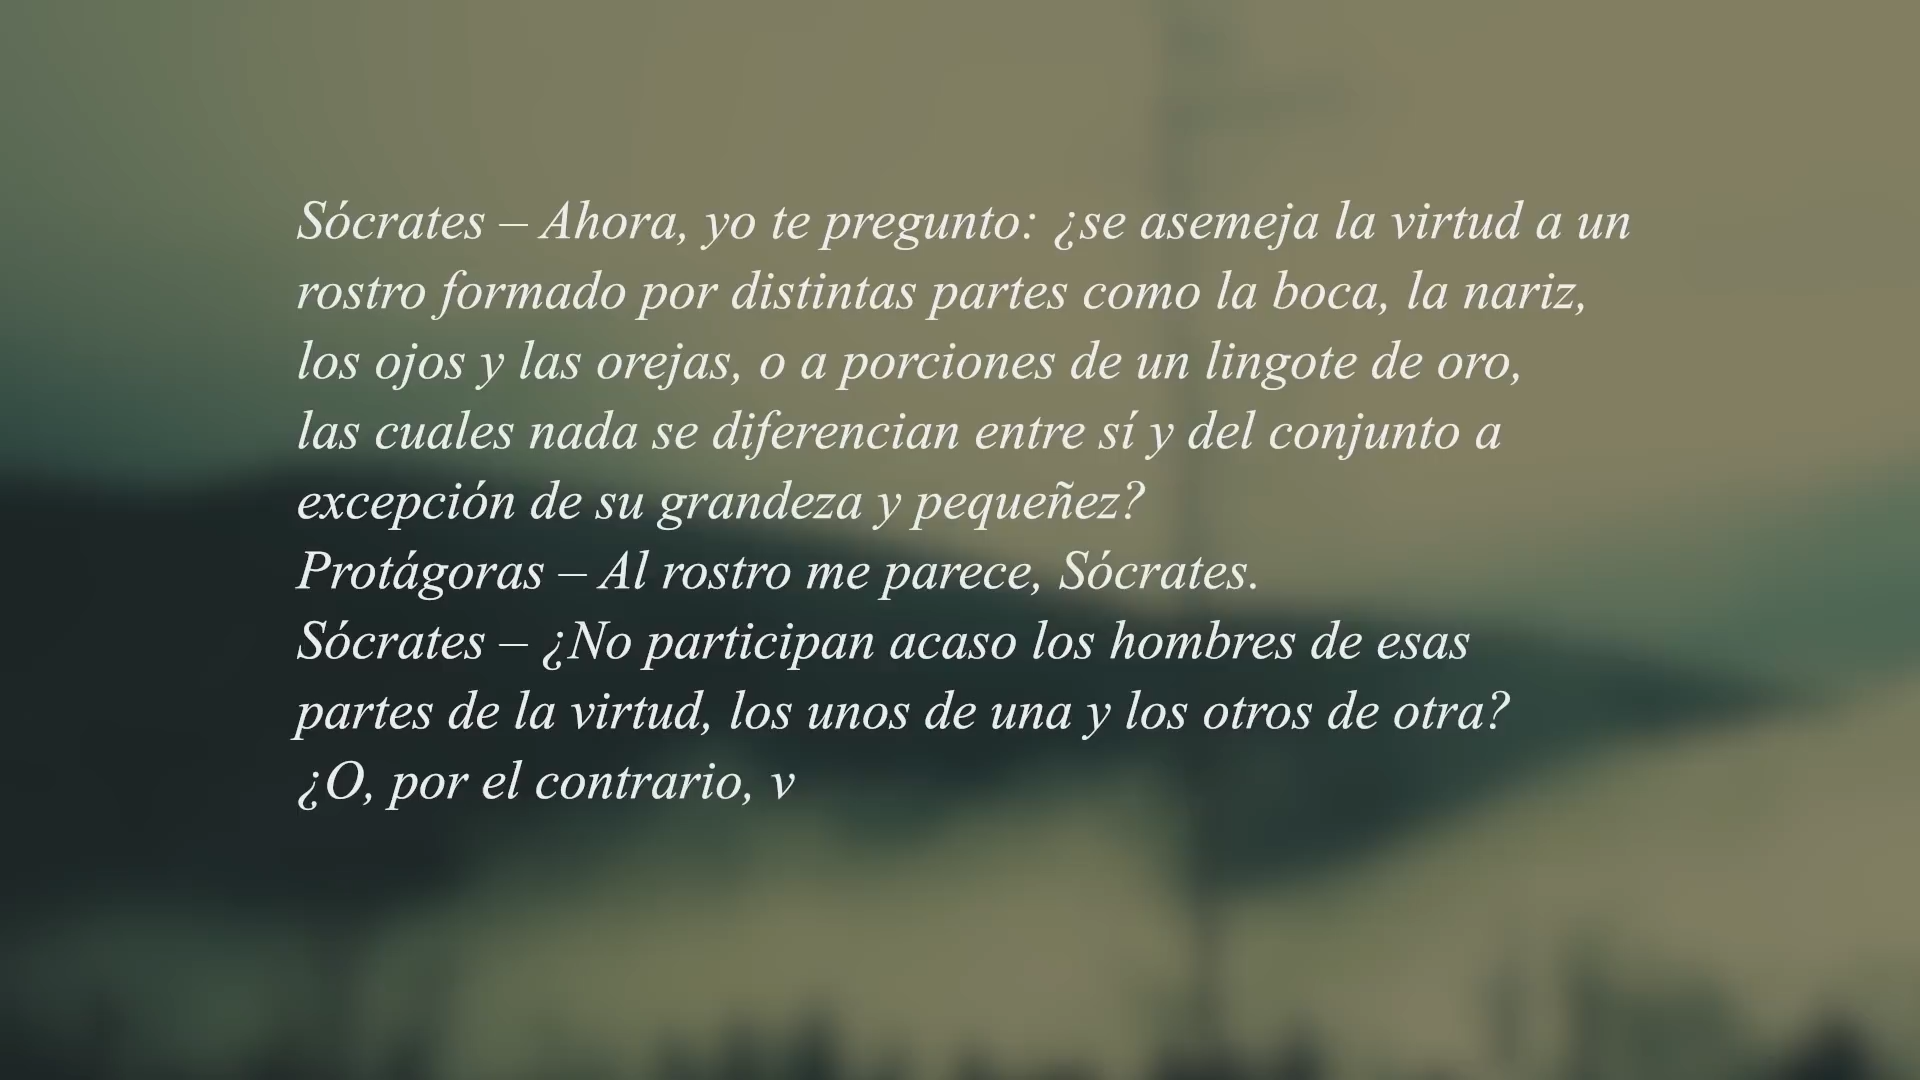 Sócrates – Ahora, yo te pregunto: ¿se asemeja la virtud a un
rostro formado por distintas partes como la boca, la nariz,
los ojos y las orejas, o a porciones de un lingote de oro,
las cuales nada se diferencian entre sí y del conjunto a
excepción de su grandeza y pequeñez?
Protágoras – Al rostro me parece, Sócrates.
Sócrates – ¿No participan acaso los hombres de esas
partes de la virtud, los unos de una y los otros de otra?
¿O, por el contrario, v